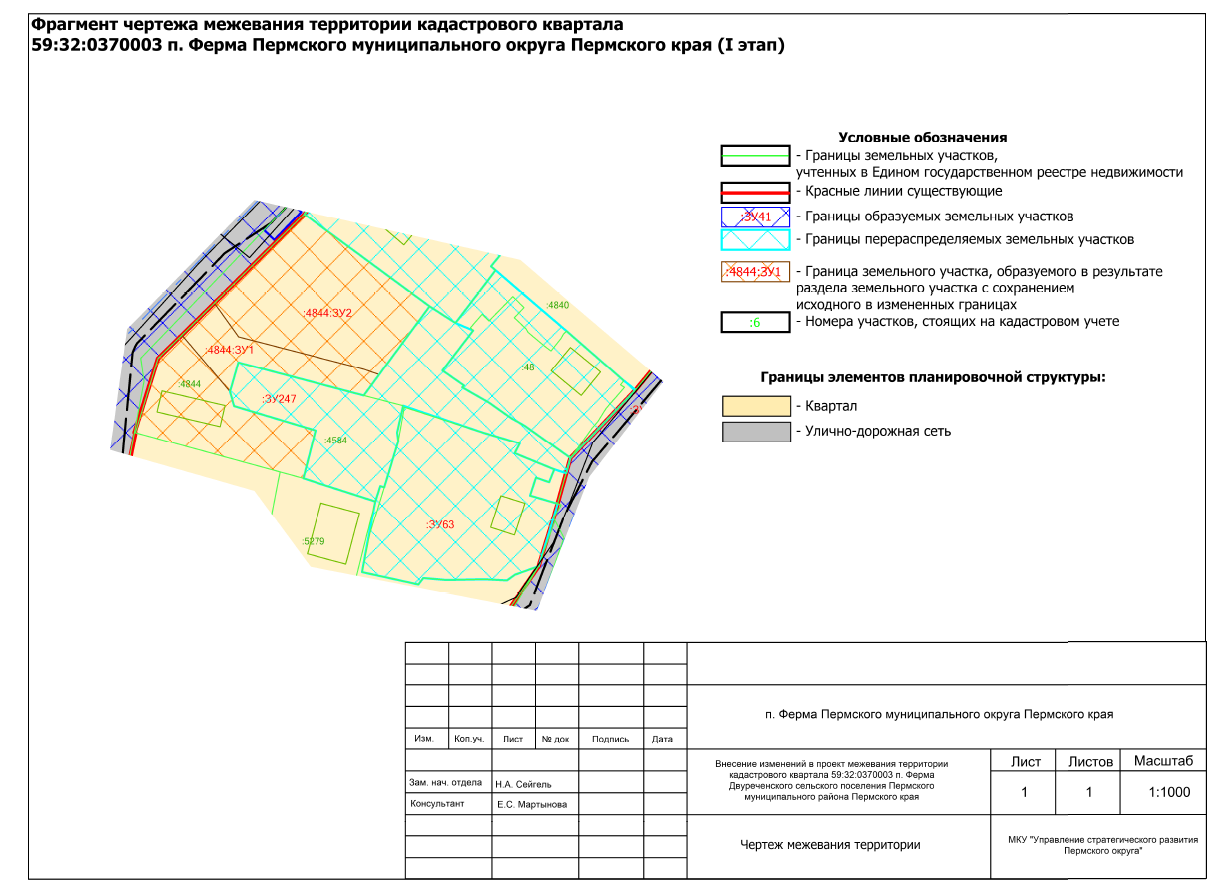 Фрагмент чертежа межевания территории кадастрового квартала
59:32:0370003 п. Ферма Пермского муниципального округа Пермского края (I этап)
Условные обозначения
- Границы земельных участков,
учтенных в Едином государственном реестре недвижимости
- Красные линии существующие
:ЗУ41 - Границы образуемых земельных участков
- Границы перераспределяемых земельных участков
:4844:ЗУ1 - Граница земельного участка, образуемого в результате
раздела земельного участка с сохранением
исходного в измененных границах
:6 - Номера участков, стоящих на кадастровом учете
Границы элементов планировочной структуры:
- Квартал
- Улично-дорожная сеть
:4840
:4844:ЗУ2
:4844:ЗУ1
:4844
:ЗУ247
:4584
:ЗУ63
:5279
п. Ферма Пермского муниципального округа Пермского края
Изм. Кол.уч. Лист № док Подпись Дата
Зам. нач. отдела Н.А. Сейгель
Консультант Е.С. Мартынова
Внесение изменений в проект межевания территории
кадастрового квартала 59:32:0370003 п. Ферма
Двуреченского сельского поселения Пермского
муниципального района Пермского края
Лист Листов Масштаб
1 1 1:1000
Чертеж межевания территории
МКУ "Управление стратегического развития
Пермского округа"